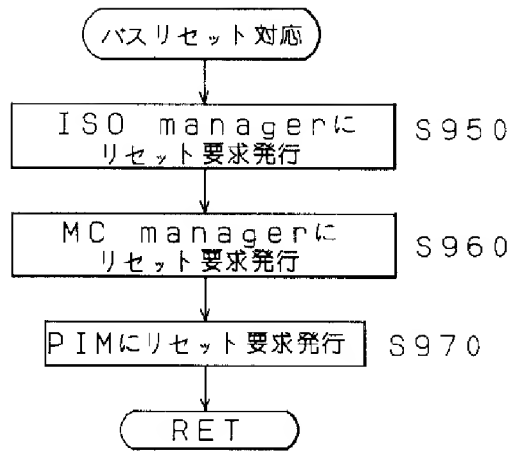 バスリセット対応
ISO managerに
リセット要求発行
S950
MC managerに
リセット要求発行
S960
PIMにリセット要求発行
S970
RET